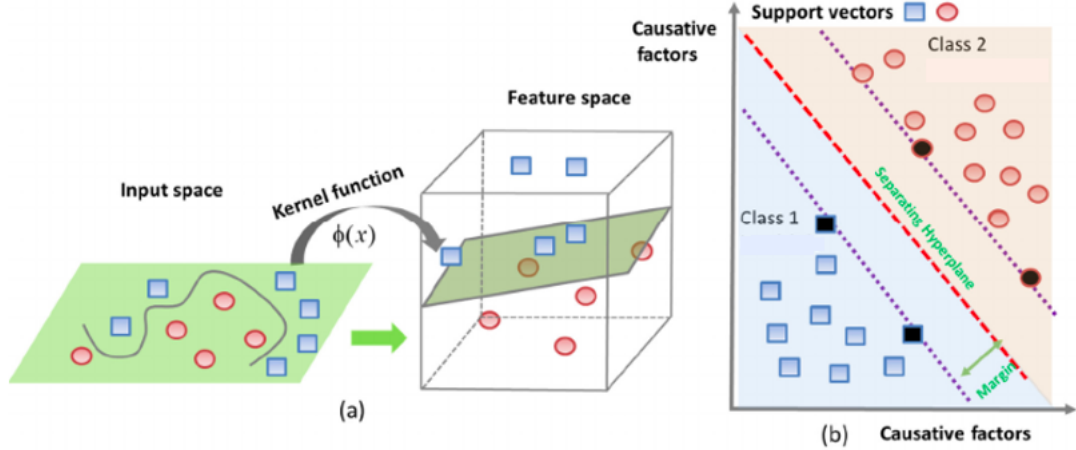 Input space
Kernel function
ϕ(x)
Feature space
(a)
Causative
factors
Support vectors
Class 2
Class 1
Separating Hyperplane
Margin
(b)
Causative factors